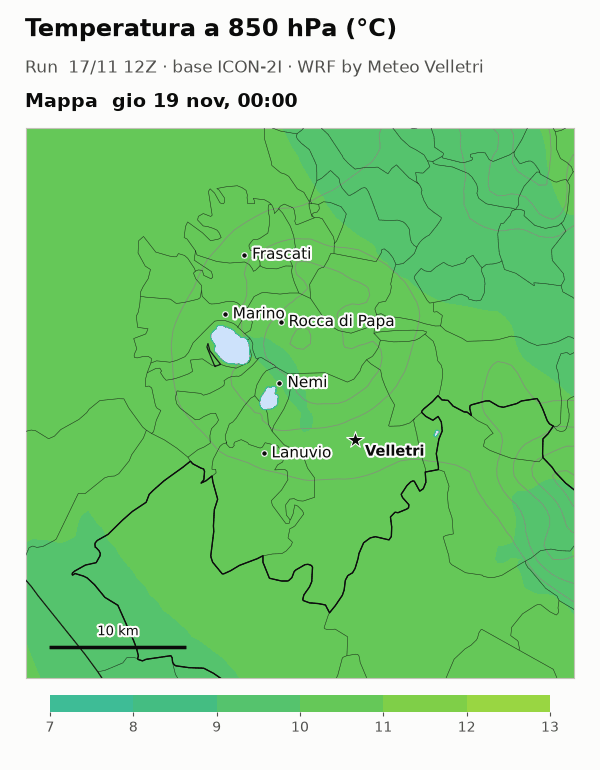 Temperatura a 850 hPa (°C)
Run  17/11 12Z · base ICON-2I · WRF by Meteo Velletri
Mappa  gio 19 nov, 00:00
Frascati
Marino
Rocca di Papa
Nemi
Velletri
Lanuvio
10 km
7 8 9 10 11 12 13